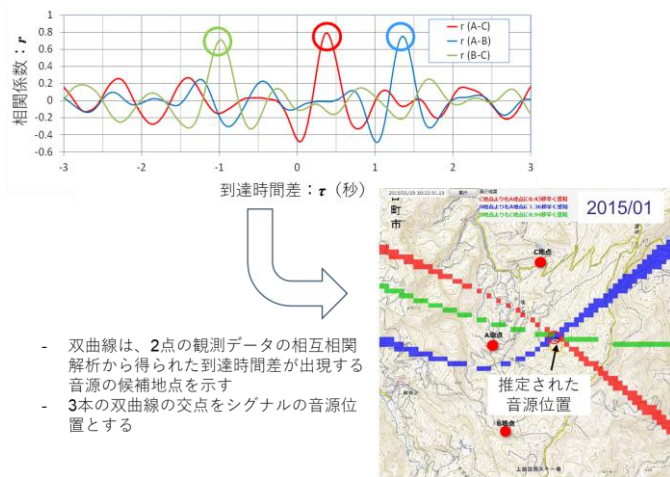 相関係数：r
1
0.8
0.6
0.4
0.2
0
-0.2
-0.4
-0.6
-3
-2
-1
0
1
2
3
r (A-C)
r (A-B)
r (B-C)
到達時間差：τ（秒）
2015/01
町
市
C地点
A地点
B地点
推定された
音源位置
- 双曲線は、2点の観測データの相互相関
解析から得られた到達時間差が出現する
音源の候補地点を示す
- 3本の双曲線の交点をシグナルの音源位
置とする